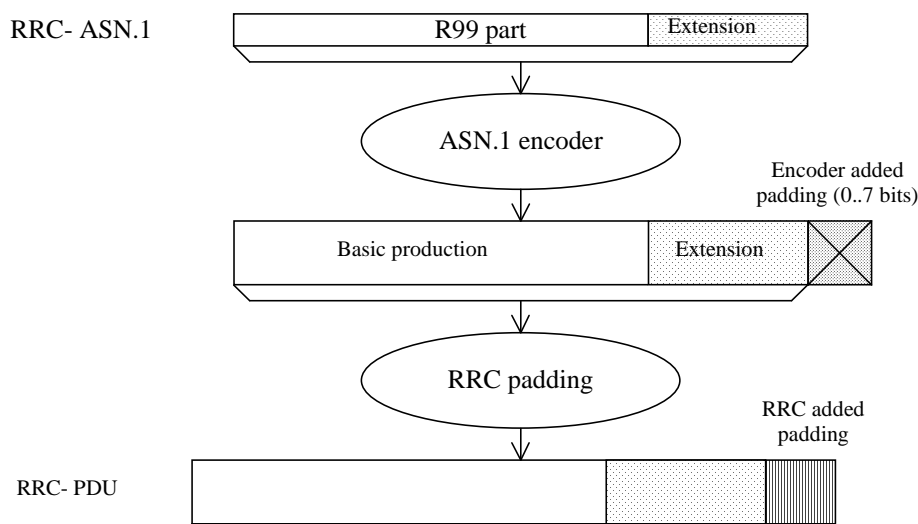 RRC- ASN.1
R99 part
Extension
ASN.1 encoder
Encoder added
padding (0..7 bits)
Basic production
Extension
RRC padding
RRC added
padding
RRC- PDU